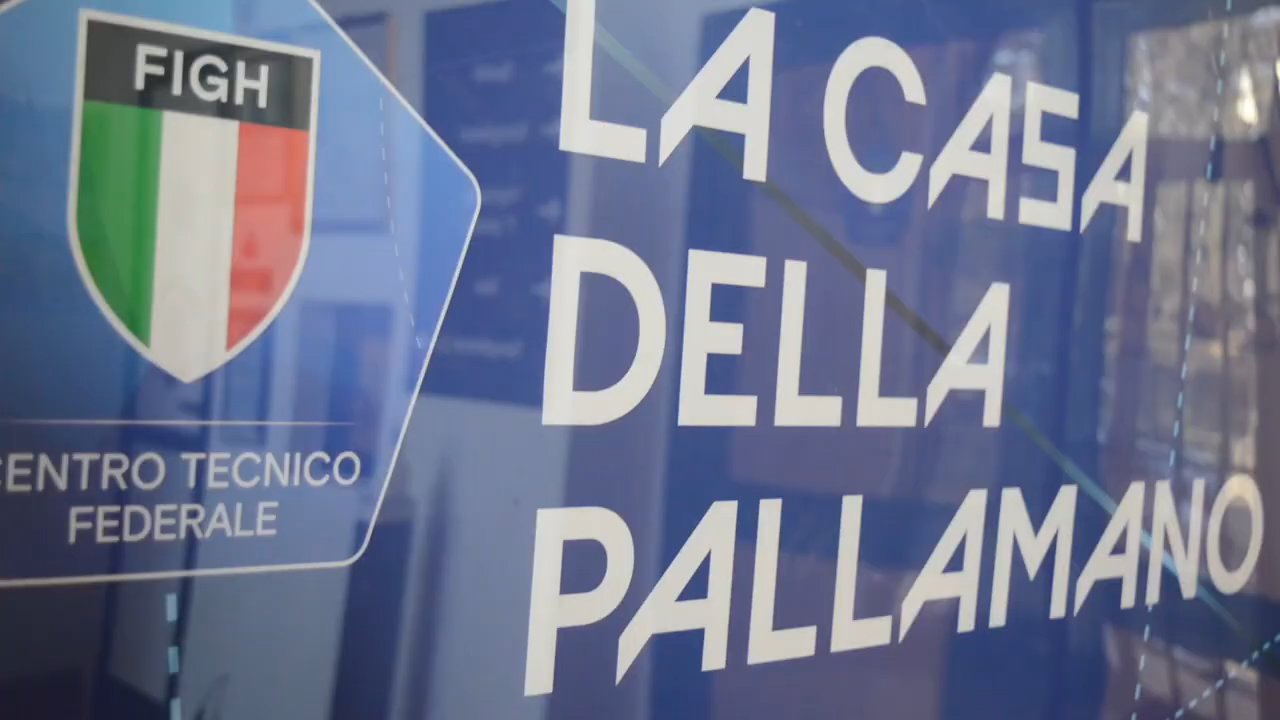 FIGH
CENTRO TECNICO
FEDERALE
LA CASA
DELLA
PALLAMANO